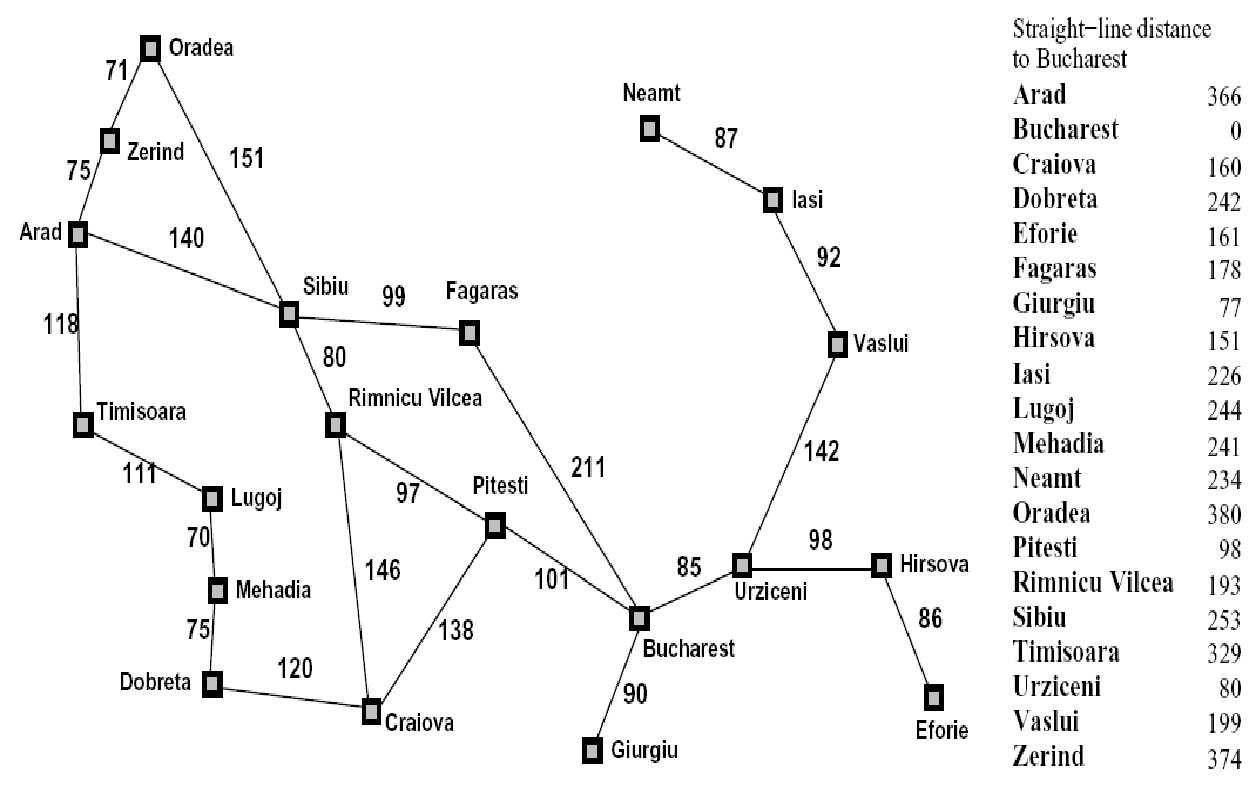 Oradea
71
Neamt
87
Zerind
151
75
Iasi
Arad
140
92
Sibiu
99
Fagaras
118
80
Vaslui
Rimnicu Vilcea
Timisoara
142
211
111
Lugoj
97
Pitesti
70
98
146
101
85
Hirsova
Mehadia
Urziceni
86
75
138
Bucharest
120
Dobreta
90
Craiova
Eforie
Giurgiu
Straight−line distance
to Bucharest
Arad 366
Bucharest 0
Craiova 160
Dobreta 242
Eforie 161
Fagaras 178
Giurgiu 77
Hirsova 151
Iasi 226
Lugoj 244
Mehadia 241
Neamt 234
Oradea 380
Pitesti 98
Rimnicu Vilcea 193
Sibiu 253
Timisoara 329
Urziceni 80
Vaslui 199
Zerind 374